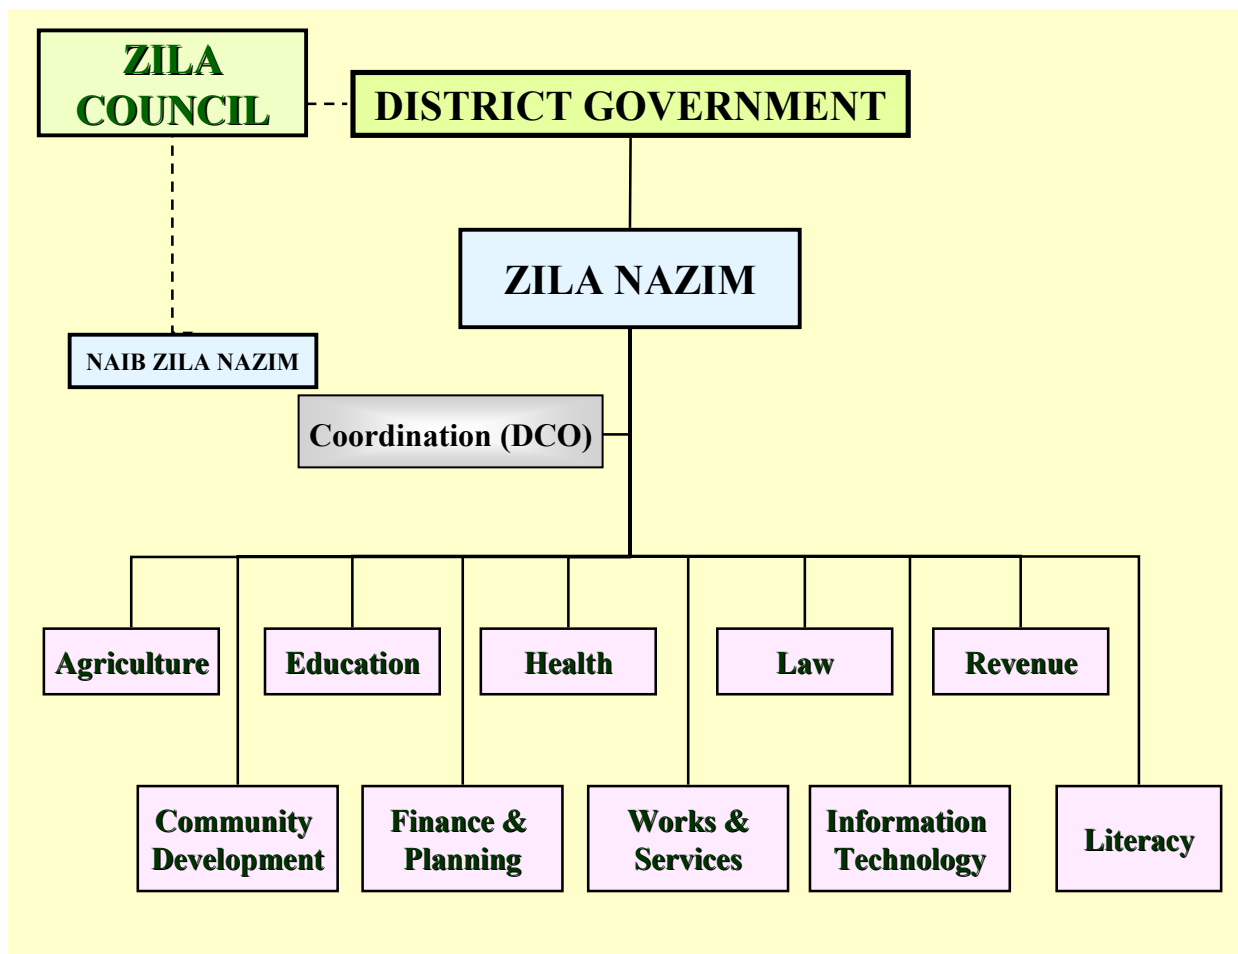 ZILA
COUNCIL
DISTRICT GOVERNMENT
ZILA NAZIM
NAIB ZILA NAZIM
Coordination (DCO)
Agriculture
Education
Health
Law
Revenue
Community
Development
Finance &
Planning
Works &
Services
Information
Technology
Literacy